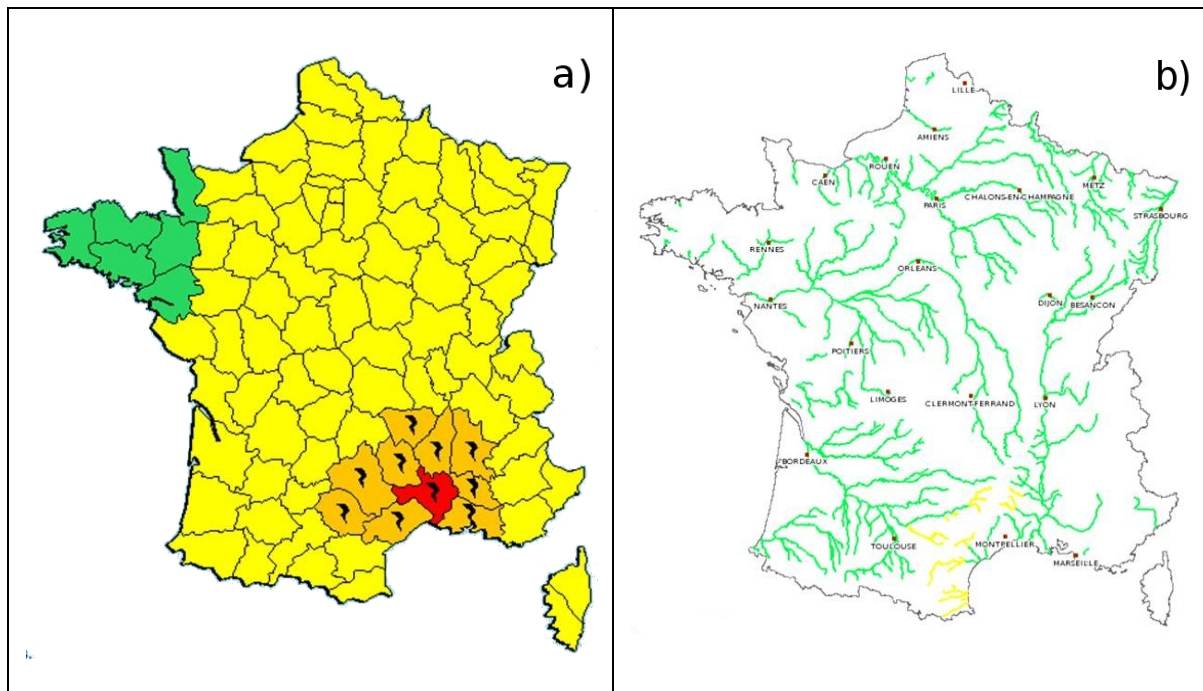 a)
b)
LILLE
AMIENS
ROUEN
CAEN
METZ
CHALONS-EN-CHAMPAGNE
PARIS
STRASBOURG
RENNES
ORLEANS
NANTES
DIJON
BESANCON
POITIERS
LIMOGES
CLERMONT-FERRAND
LYON
BORDEAUX
TOULOUSE
MONTPELLIER
MARSEILLE